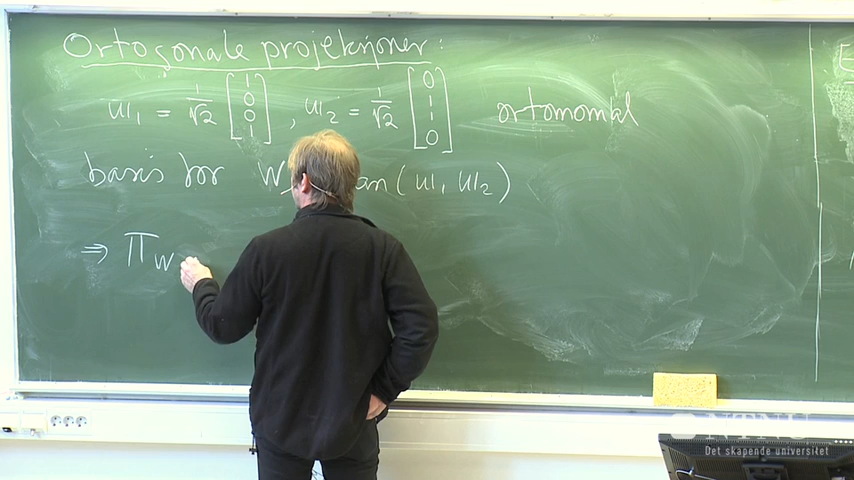 Ortogonale projeksjoner:
u₁ = 1/√2 [1 0 0 1], u₂ = 1/√2 [0 1 1 0] ortonormal
basis for W an (u₁, u₂)
⇒ Π_W
NTNU
Det skapende universitet